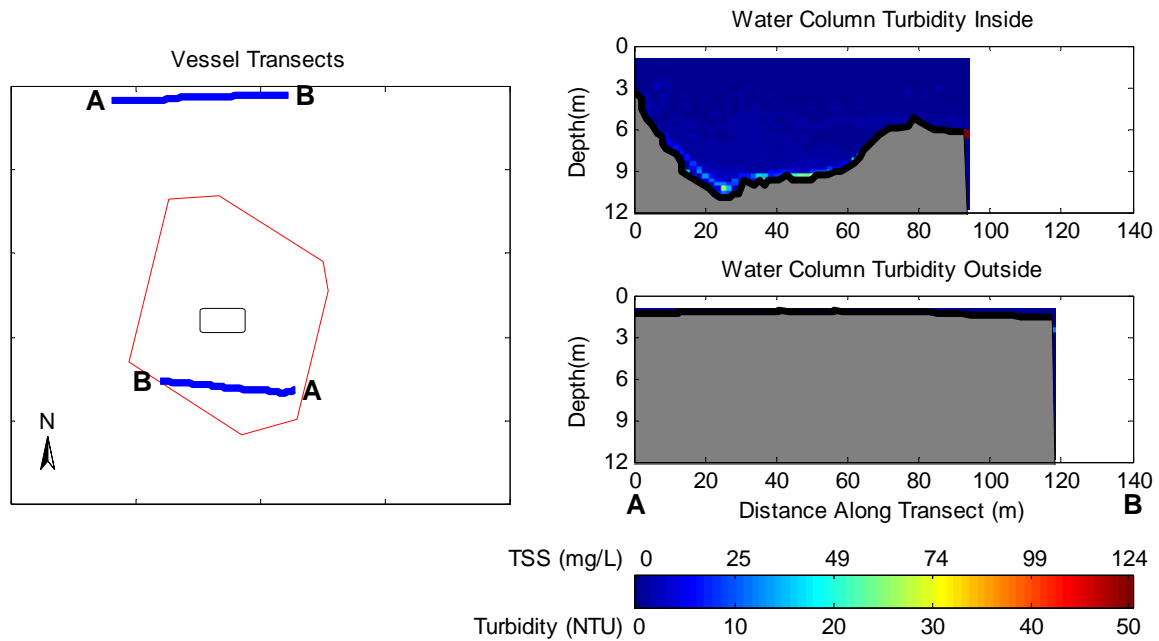 Vessel Transects
A B
B A
N
Water Column Turbidity Inside
0
3
6
9
12
Depth(m)
0 20 40 60 80 100 120 140
Water Column Turbidity Outside
0
3
6
9
12
Depth(m)
0 20 40 60 80 100 120 140
A Distance Along Transect (m) B
TSS (mg/L) 0 25 49 74 99 124
Turbidity (NTU) 0 10 20 30 40 50